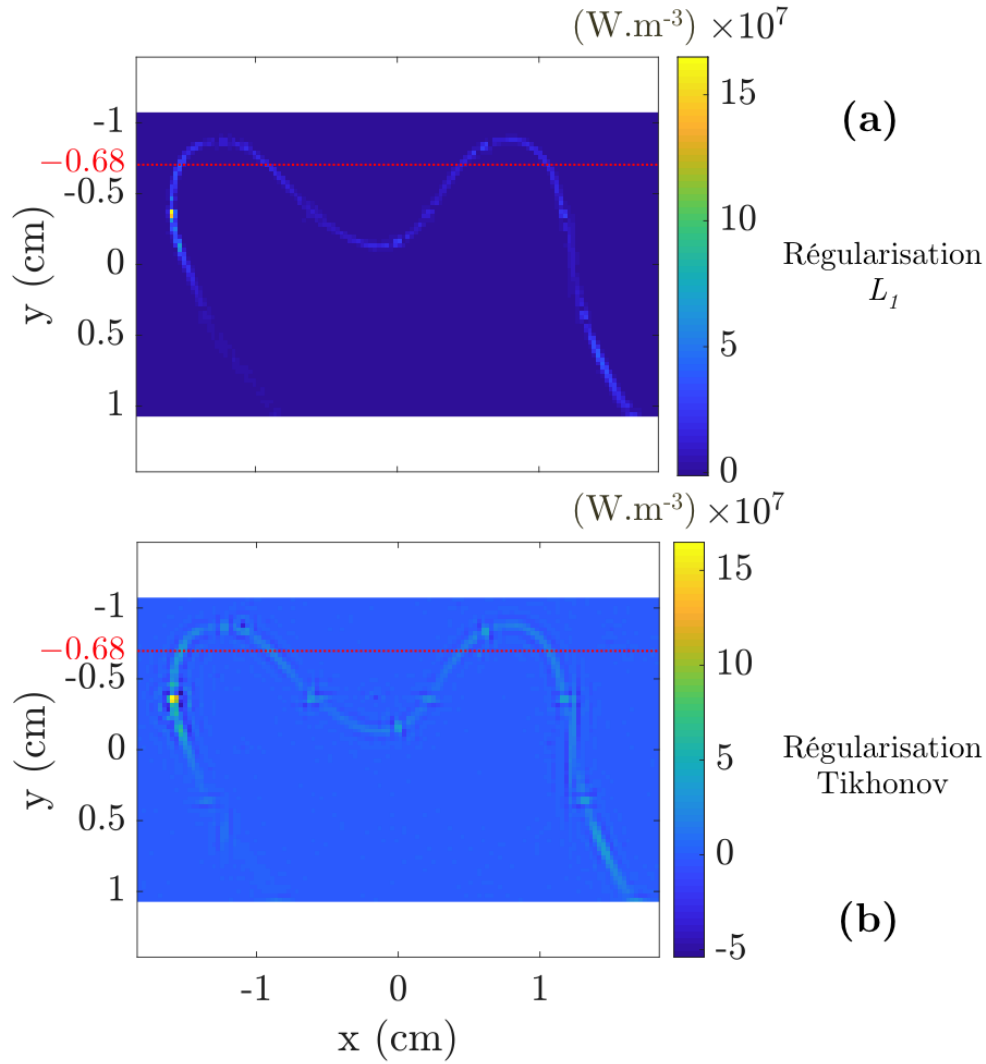 (W.m-3) ×10⁷
15
10
5
0
-1
−0.68
-0.5
0
0.5
1
y (cm)
(a)
Régularisation
L₁
(W.m-3) ×10⁷
15
10
5
0
-5
-1
−0.68
-0.5
0
0.5
1
y (cm)
-1 0 1
x (cm)
Régularisation
Tikhonov
(b)